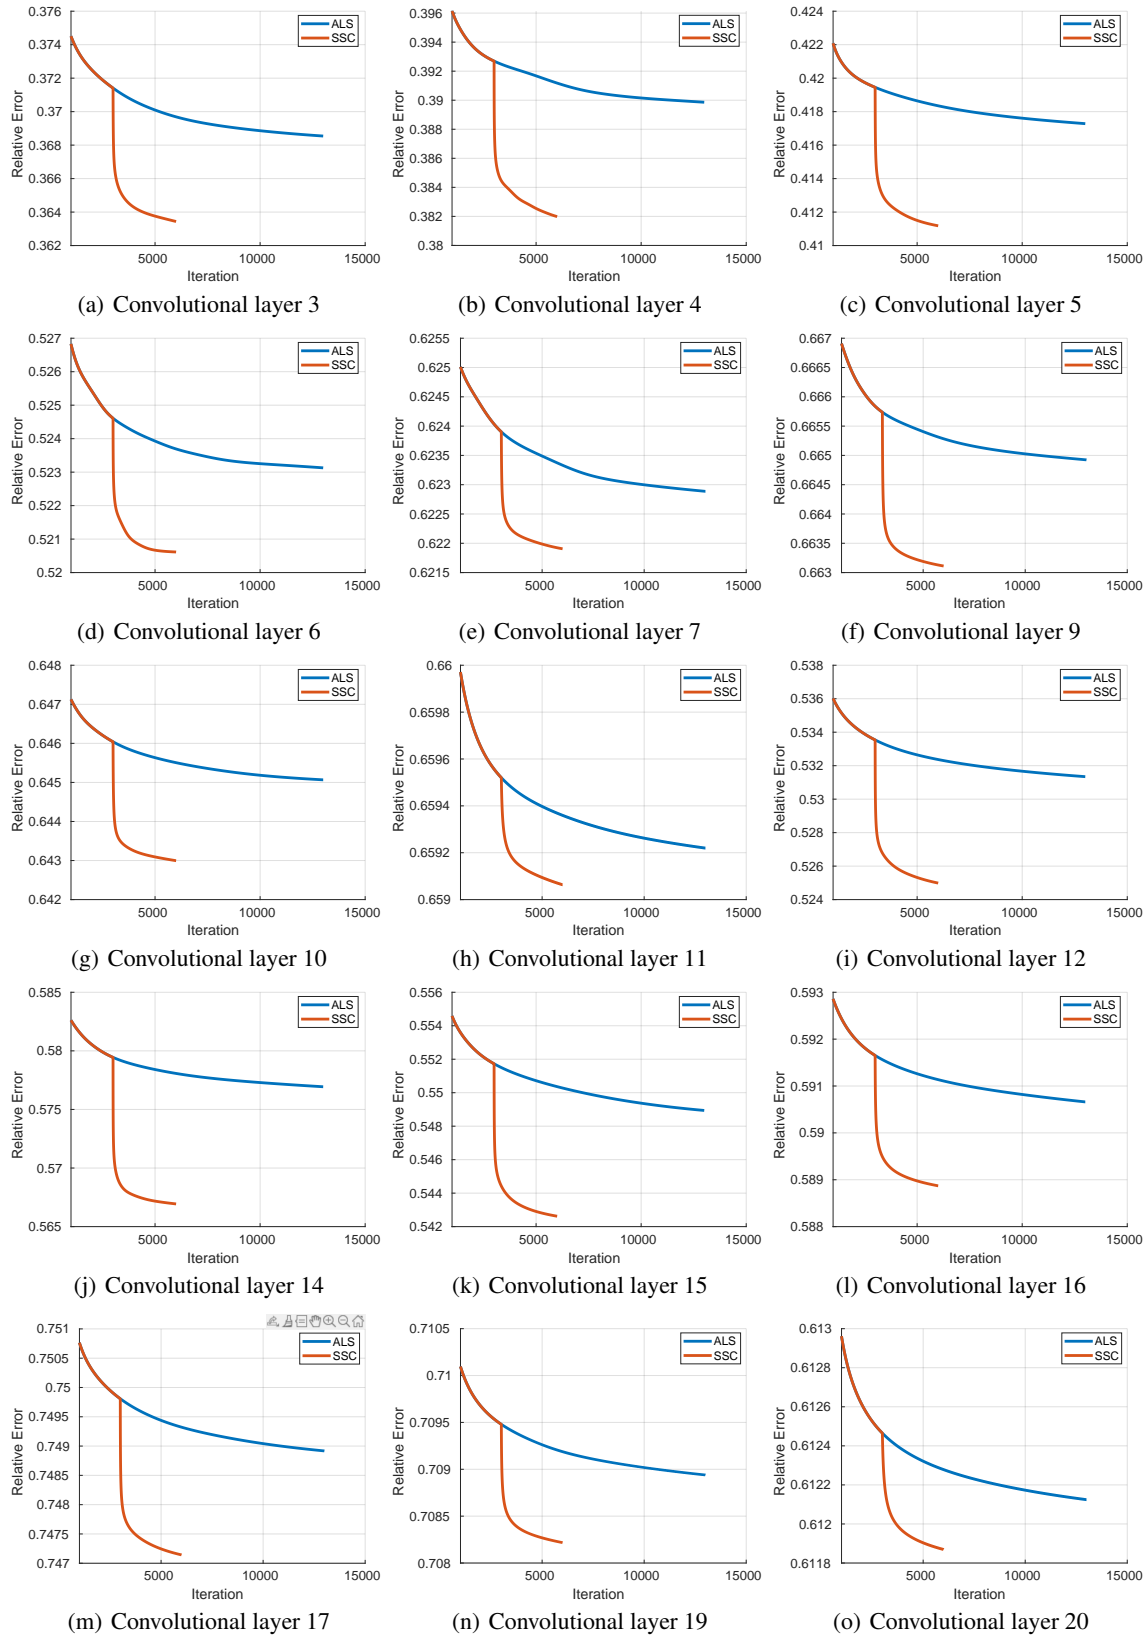 0.376
0.374
0.372
0.37
0.368
0.366
0.364
0.362
Relative Error
ALS
SSC
5000 10000 15000
Iteration
(a) Convolutional layer 3
0.396
0.394
0.392
0.39
0.388
0.386
0.384
0.382
0.38
Relative Error
ALS
SSC
5000 10000 15000
Iteration
(b) Convolutional layer 4
0.424
0.422
0.42
0.418
0.416
0.414
0.412
0.41
Relative Error
ALS
SSC
5000 10000 15000
Iteration
(c) Convolutional layer 5
0.527
0.526
0.525
0.524
0.523
0.522
0.521
0.52
Relative Error
ALS
SSC
5000 10000 15000
Iteration
(d) Convolutional layer 6
0.6255
0.625
0.6245
0.624
0.6235
0.623
0.6225
0.622
0.6215
Relative Error
ALS
SSC
5000 10000 15000
Iteration
(e) Convolutional layer 7
0.667
0.6665
0.666
0.6655
0.665
0.6645
0.664
0.6635
0.663
Relative Error
ALS
SSC
5000 10000 15000
Iteration
(f) Convolutional layer 9
0.648
0.647
0.646
0.645
0.644
0.643
0.642
Relative Error
ALS
SSC
5000 10000 15000
Iteration
(g) Convolutional layer 10
0.66
0.6598
0.6596
0.6594
0.6592
0.659
Relative Error
ALS
SSC
5000 10000 15000
Iteration
(h) Convolutional layer 11
0.538
0.536
0.534
0.532
0.53
0.528
0.526
0.524
Relative Error
ALS
SSC
5000 10000 15000
Iteration
(i) Convolutional layer 12
0.585
0.58
0.575
0.57
0.565
Relative Error
ALS
SSC
5000 10000 15000
Iteration
(j) Convolutional layer 14
0.556
0.554
0.552
0.55
0.548
0.546
0.544
0.542
Relative Error
ALS
SSC
5000 10000 15000
Iteration
(k) Convolutional layer 15
0.593
0.592
0.591
0.59
0.589
0.588
Relative Error
ALS
SSC
5000 10000 15000
Iteration
(l) Convolutional layer 16
0.751
0.7505
0.75
0.7495
0.749
0.7485
0.748
0.7475
0.747
Relative Error
ALS
SSC
5000 10000 15000
Iteration
(m) Convolutional layer 17
0.7105
0.71
0.7095
0.709
0.7085
0.708
Relative Error
ALS
SSC
5000 10000 15000
Iteration
(n) Convolutional layer 19
0.613
0.6128
0.6126
0.6124
0.6122
0.612
0.6118
Relative Error
ALS
SSC
5000 10000 15000
Iteration
(o) Convolutional layer 20